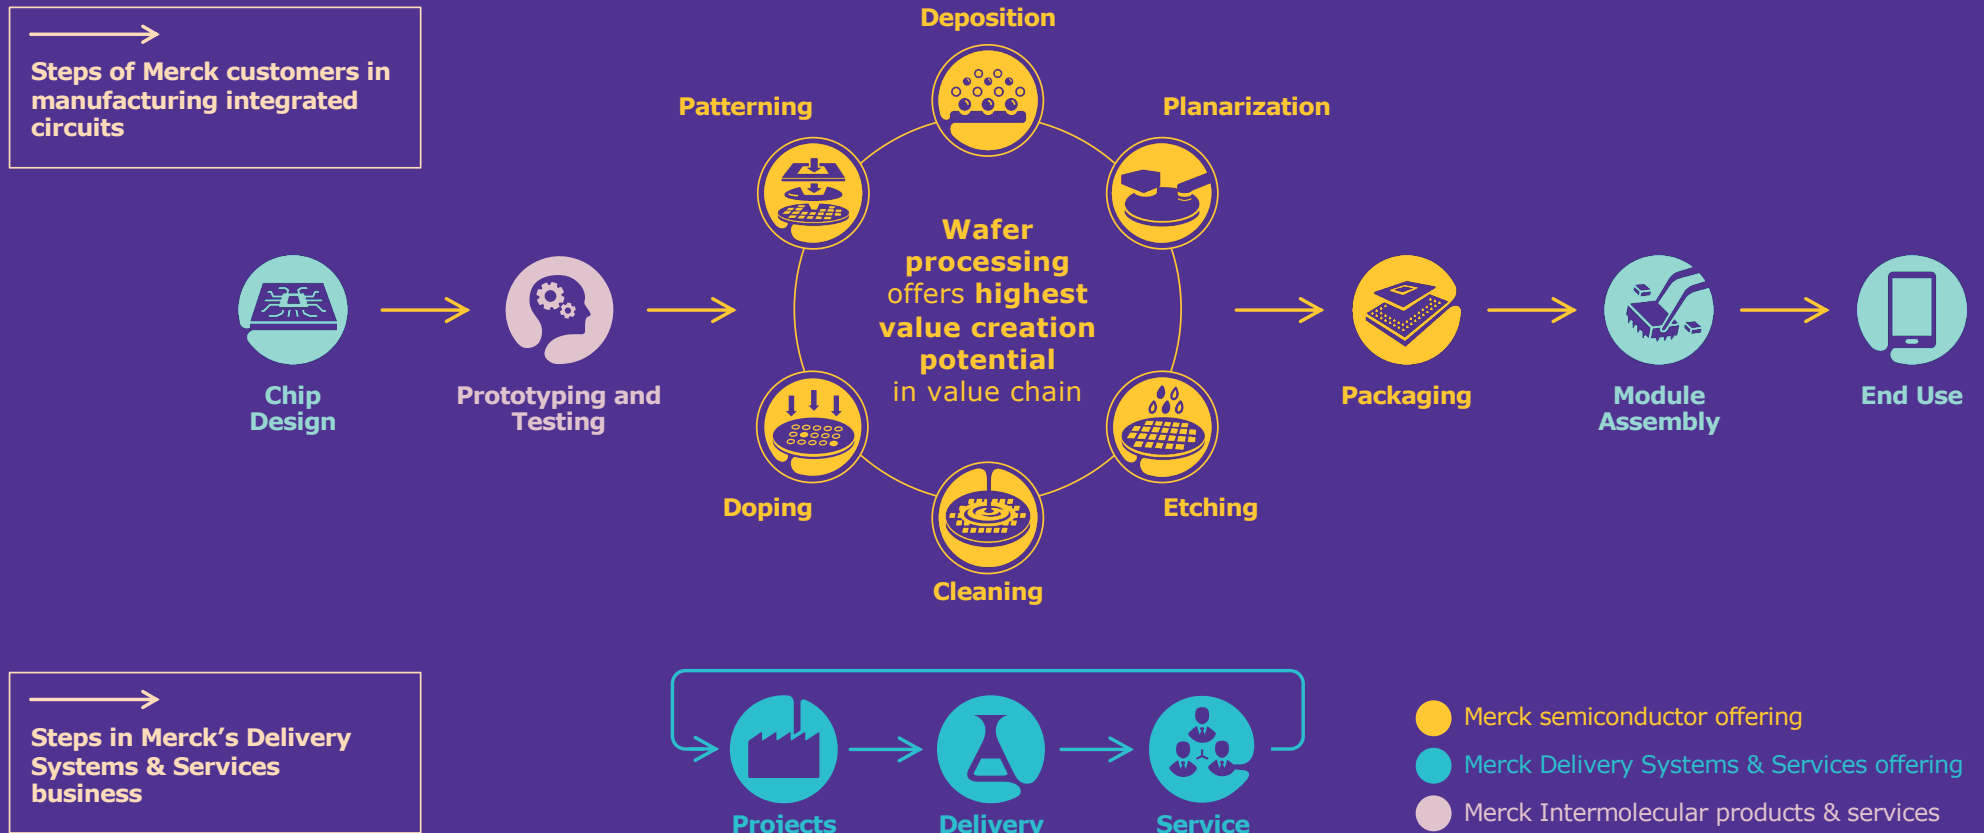 Steps of Merck customers in
manufacturing integrated
circuits
Deposition
Patterning
Planarization
Wafer
processing
offers highest
value creation
potential
in value chain
Chip
Design
Prototyping and
Testing
Packaging
Module
Assembly
End Use
Doping
Etching
Cleaning
Steps in Merck’s Delivery
Systems & Services
business
Projects
Delivery
Service
Merck semiconductor offering
Merck Delivery Systems & Services offering
Merck Intermolecular products & services